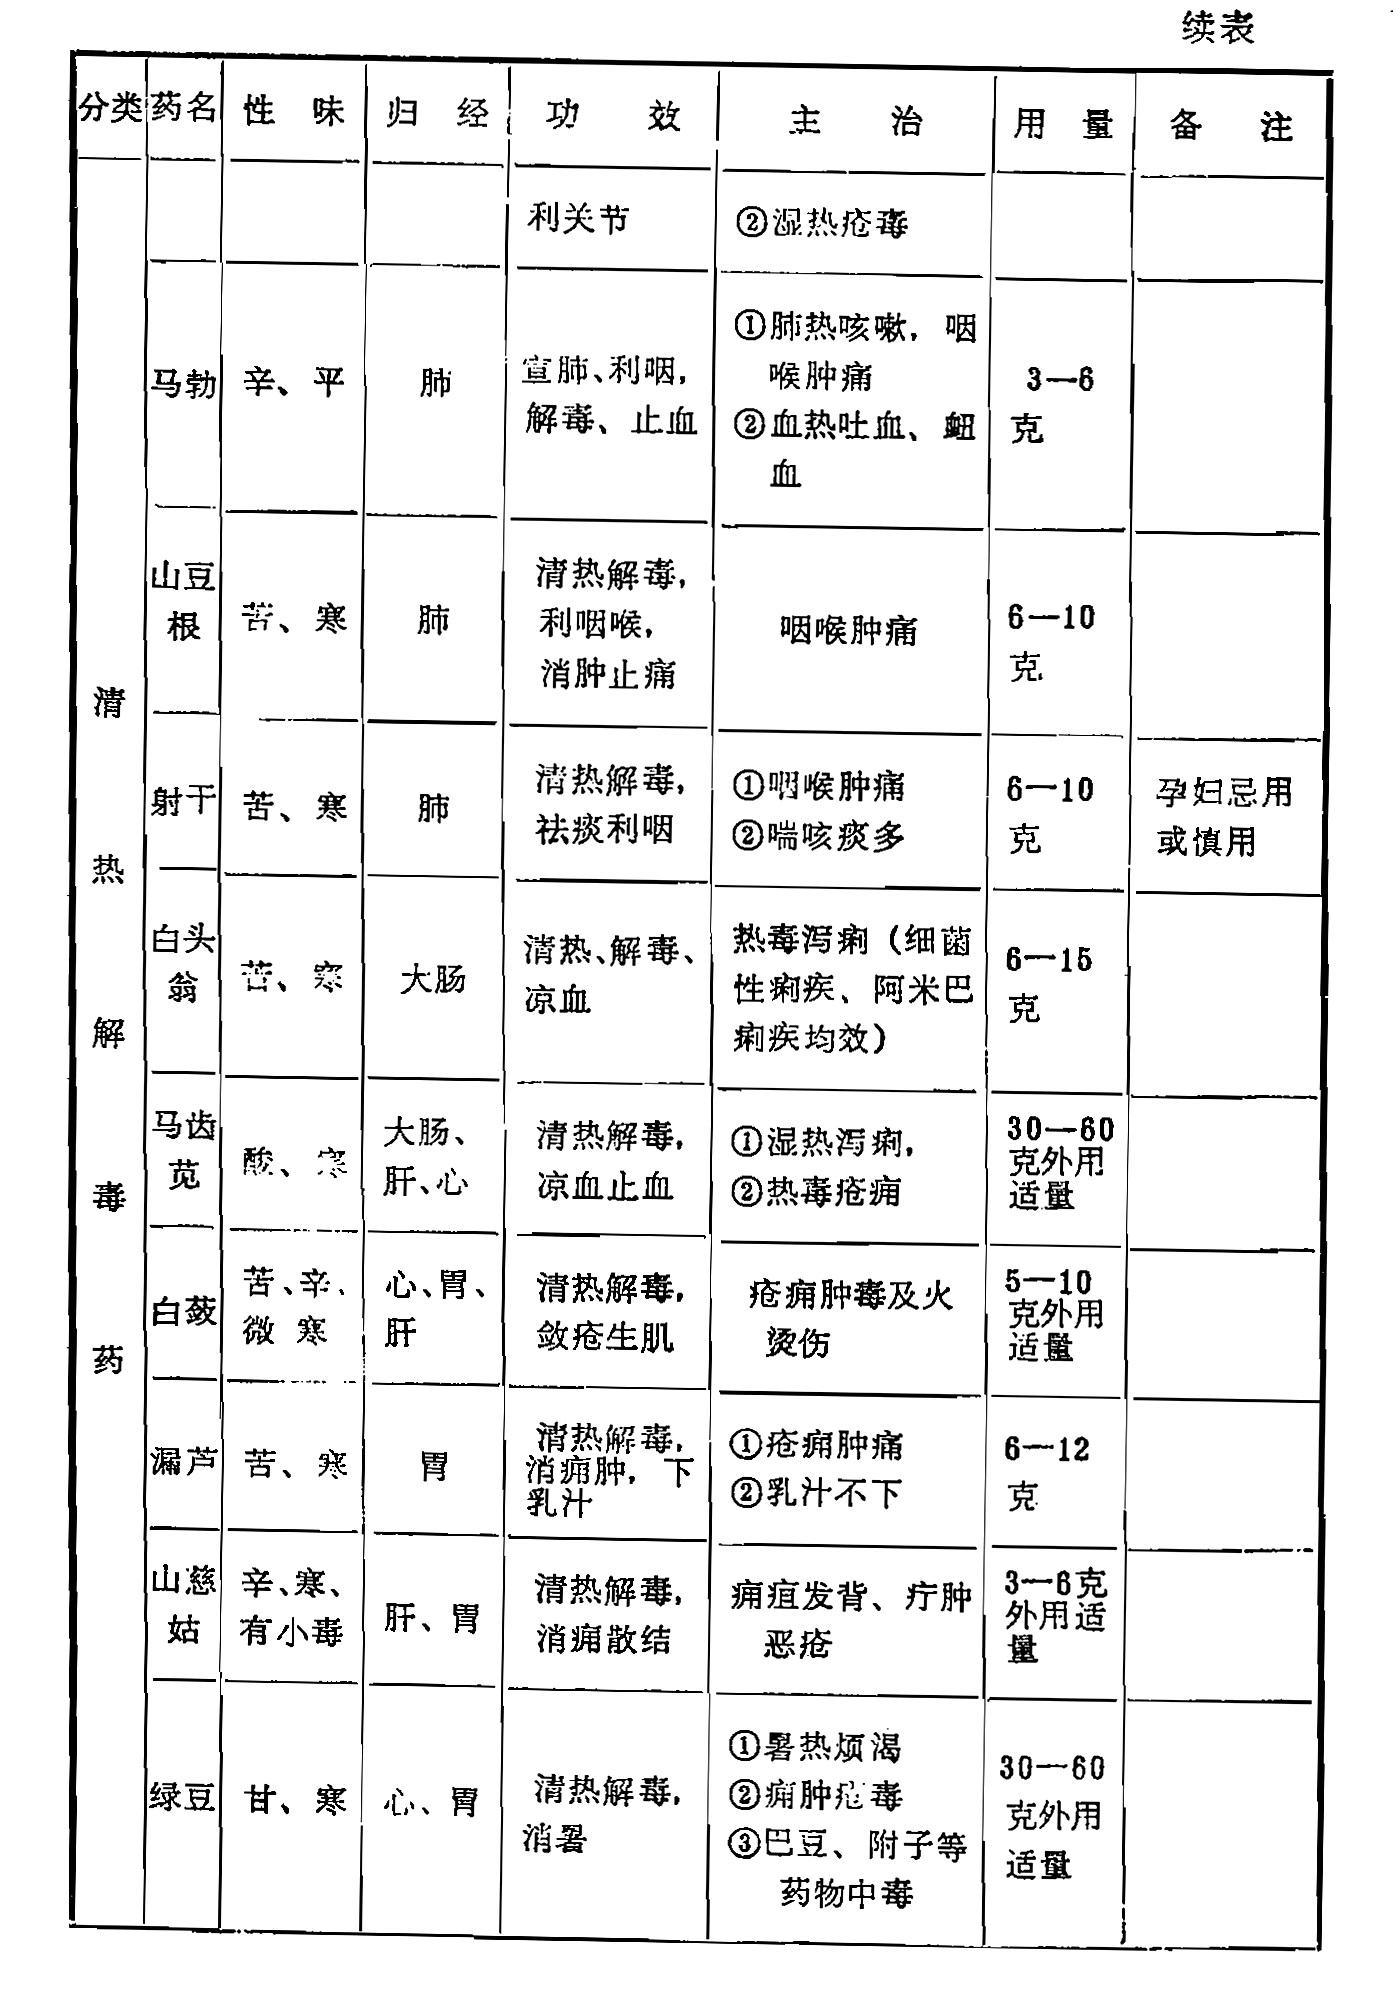 续表
分类 药名 性味 归经 功效 主治 用量 备注
清热解毒药
利关节 ②湿热疮毒
马勃 辛、平 肺 宣肺、利咽，解毒、止血 ①肺热咳嗽，咽喉肿痛 ②血热吐血、衄血 3—6克
山豆根 苦、寒 肺 清热解毒，利咽喉，消肿止痛 咽喉肿痛 6—10克
射干 苦、寒 肺 清热解毒，祛痰利咽 ①咽喉肿痛 ②喘咳痰多 6—10克 孕妇忌用或慎用
白头翁 苦、寒 大肠 清热、解毒、凉血 热毒泻痢（细菌性痢疾、阿米巴痢疾均效） 6—15克
马齿苋 酸、寒 大肠、肝、心 清热解毒，凉血止血 ①湿热泻痢， ②热毒疮痈 30—60克外用适量
白蔹 苦、辛、微寒 心、胃、肝 清热解毒，敛疮生肌 疮痈肿毒及火烫伤 5—10克外用适量
漏芦 苦、寒 胃 清热解毒，消痈肿，下乳汁 ①疮痈肿痛 ②乳汁不下 6—12克
山慈姑 辛、寒、有小毒 肝、胃 清热解毒，消痈散结 痈疽发背、疔肿恶疮 3—6克外用适量
绿豆 甘、寒 心、胃 清热解毒，消暑 ①暑热烦渴 ②痈肿疮毒 ③巴豆、附子等药物中毒 30—60克外用适量